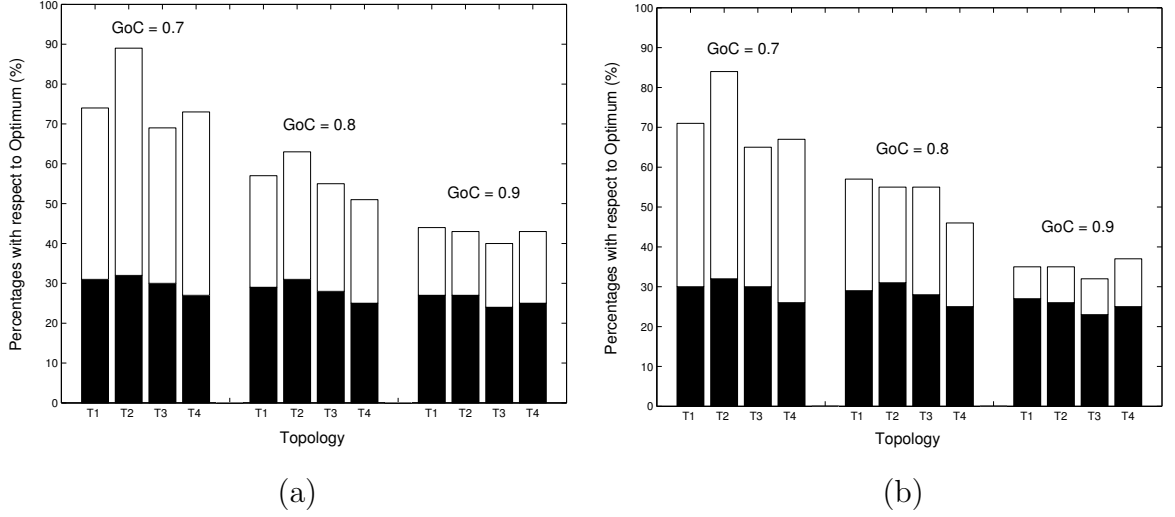 100
90
80
70
60
50
40
30
20
10
0
Percentages with respect to Optimum (%)
GoC = 0.7
GoC = 0.8
GoC = 0.9
T1 T2 T3 T4 T1 T2 T3 T4 T1 T2 T3 T4
Topology
(a)
100
90
80
70
60
50
40
30
20
10
0
Percentages with respect to Optimum (%)
GoC = 0.7
GoC = 0.8
GoC = 0.9
T1 T2 T3 T4 T1 T2 T3 T4 T1 T2 T3 T4
Topology
(b)